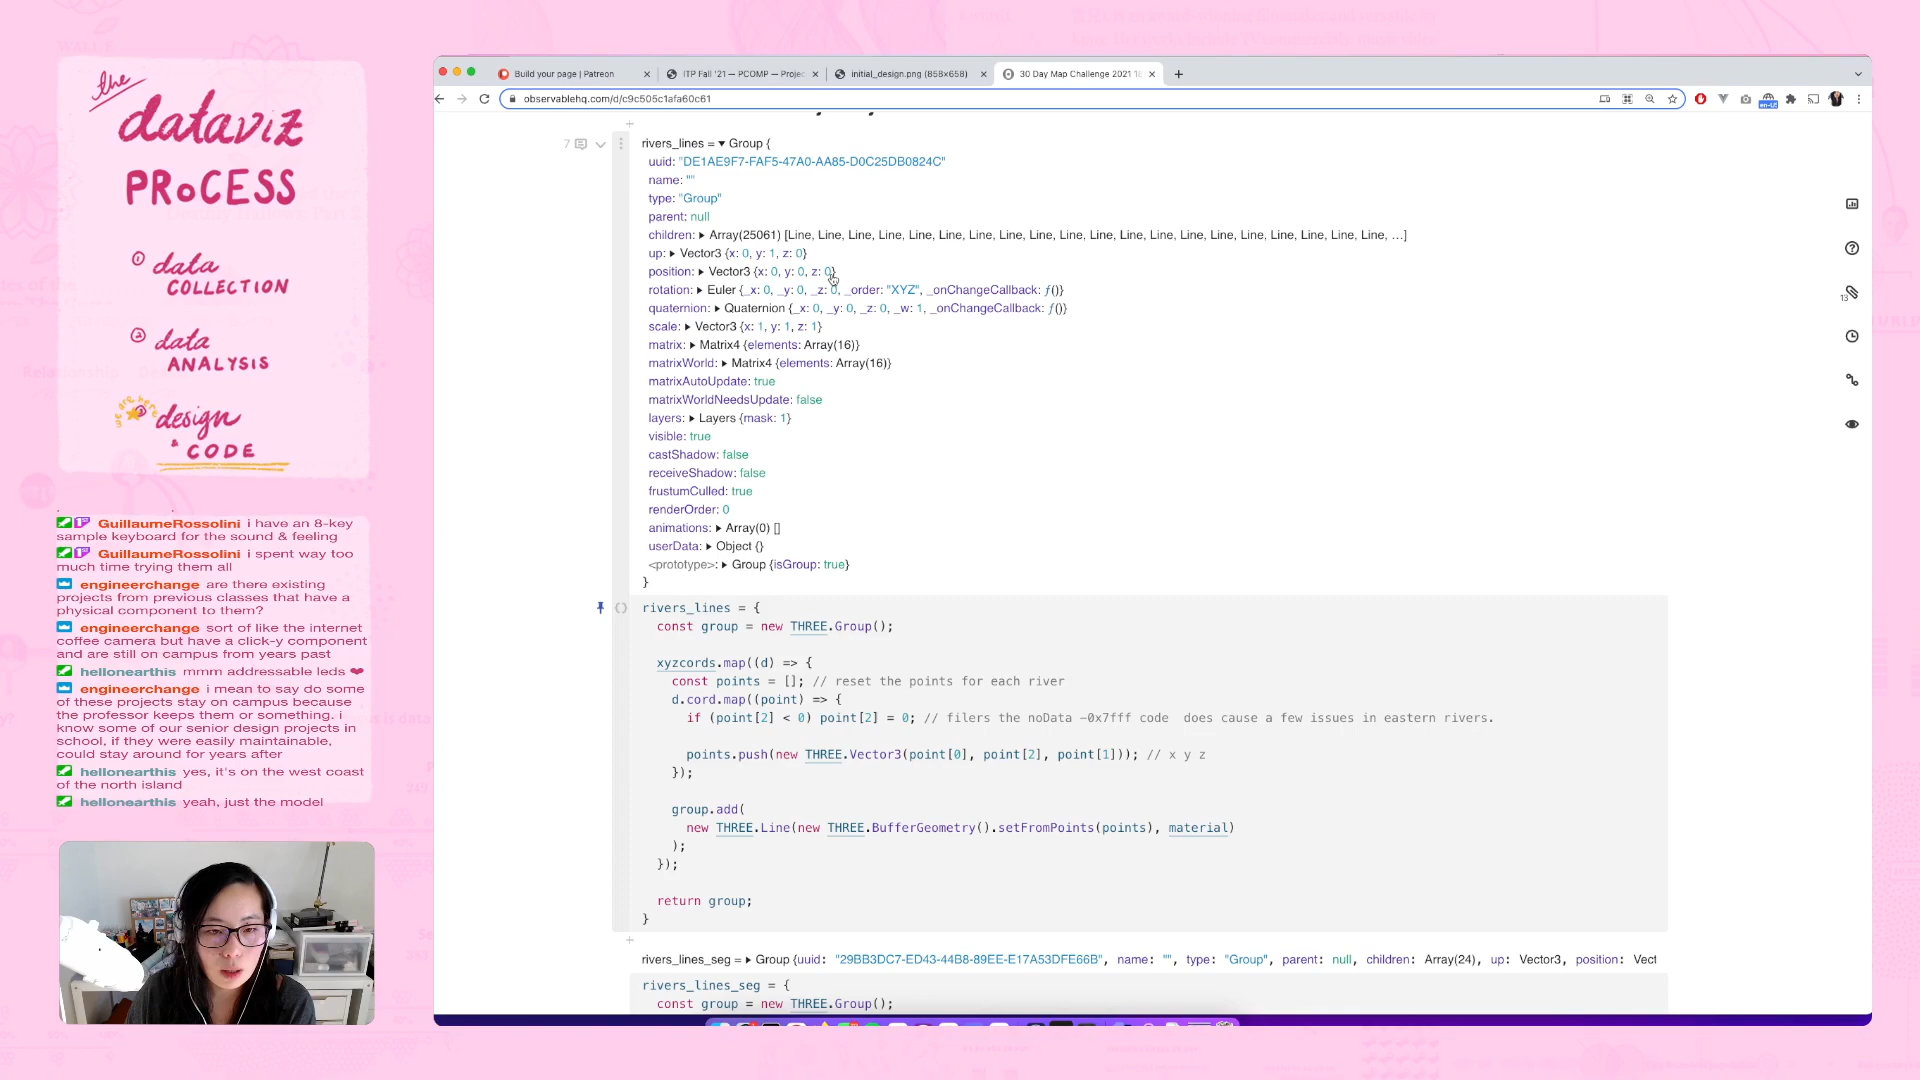 the
dataviz
PROCESS
① data
COLLECTION
② data
ANALYSIS
we are here
③ design
& CODE
GuillaumeRossolini i have an 8-key
sample keyboard for the sound & feeling
GuillaumeRossolini i spent way too
much time trying them all
engineerchange are there existing
projects from previous classes that have a
physical component to them?
engineerchange sort of like the internet
coffee camera but have a click-y component
and are still on campus from years past
hellonearthis mmm addressable leds ❤
engineerchange i mean to say do some
of these projects stay on campus because
the professor keeps them or something. i
know some of our senior design projects in
school, if they were easily maintainable,
could stay around for years after
hellonearthis yes, it's on the west coast
of the north island
hellonearthis yeah, just the model
Build your page | Patreon
ITP Fall '21 — PCOMP — Projec
initial_design.png (858×658)
30 Day Map Challenge 2021 18
observablehq.com/d/c9c505c1afa60c61
7
rivers_lines = ▼ Group {
uuid: "DE1AE9F7-FAF5-47A0-AA85-D0C25DB0824C"
name: ""
type: "Group"
parent: null
children: ▶ Array(25061) [Line, Line, Line, Line, Line, Line, Line, Line, Line, Line, Line, Line, Line, Line, Line, Line, Line, Line, Line, Line, …]
up: ▶ Vector3 {x: 0, y: 1, z: 0}
position: ▶ Vector3 {x: 0, y: 0, z: 0}
rotation: ▶ Euler {_x: 0, _y: 0, _z: 0, _order: "XYZ", _onChangeCallback: ƒ()}
quaternion: ▶ Quaternion {_x: 0, _y: 0, _z: 0, _w: 1, _onChangeCallback: ƒ()}
scale: ▶ Vector3 {x: 1, y: 1, z: 1}
matrix: ▶ Matrix4 {elements: Array(16)}
matrixWorld: ▶ Matrix4 {elements: Array(16)}
matrixAutoUpdate: true
matrixWorldNeedsUpdate: false
layers: ▶ Layers {mask: 1}
visible: true
castShadow: false
receiveShadow: false
frustumCulled: true
renderOrder: 0
animations: ▶ Array(0) []
userData: ▶ Object {}
<prototype>: ▶ Group {isGroup: true}
}
rivers_lines = {
const group = new THREE.Group();
xyzcords.map((d) => {
const points = []; // reset the points for each river
d.cord.map((point) => {
if (point[2] < 0) point[2] = 0; // filers the noData -0x7fff code  does cause a few issues in eastern rivers.
points.push(new THREE.Vector3(point[0], point[2], point[1])); // x y z
});
group.add(
new THREE.Line(new THREE.BufferGeometry().setFromPoints(points), material)
);
});
return group;
}
rivers_lines_seg = ▶ Group {uuid: "29BB3DC7-ED43-44B8-89EE-E17A53DFE66B", name: "", type: "Group", parent: null, children: Array(24), up: Vector3, position: Vect
rivers_lines_seg = {
const group = new THREE.Group();
13